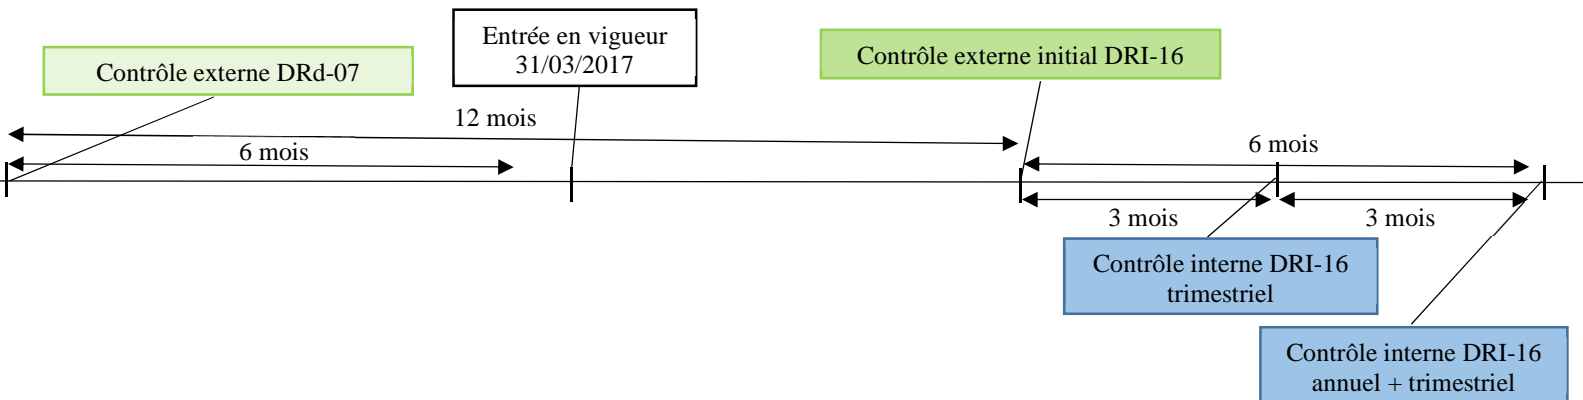 Entrée en vigueur
31/03/2017
Contrôle externe DRd-07
Contrôle externe initial DRI-16
12 mois
6 mois
6 mois
3 mois
3 mois
Contrôle interne DRI-16
trimestriel
Contrôle interne DRI-16
annuel + trimestriel